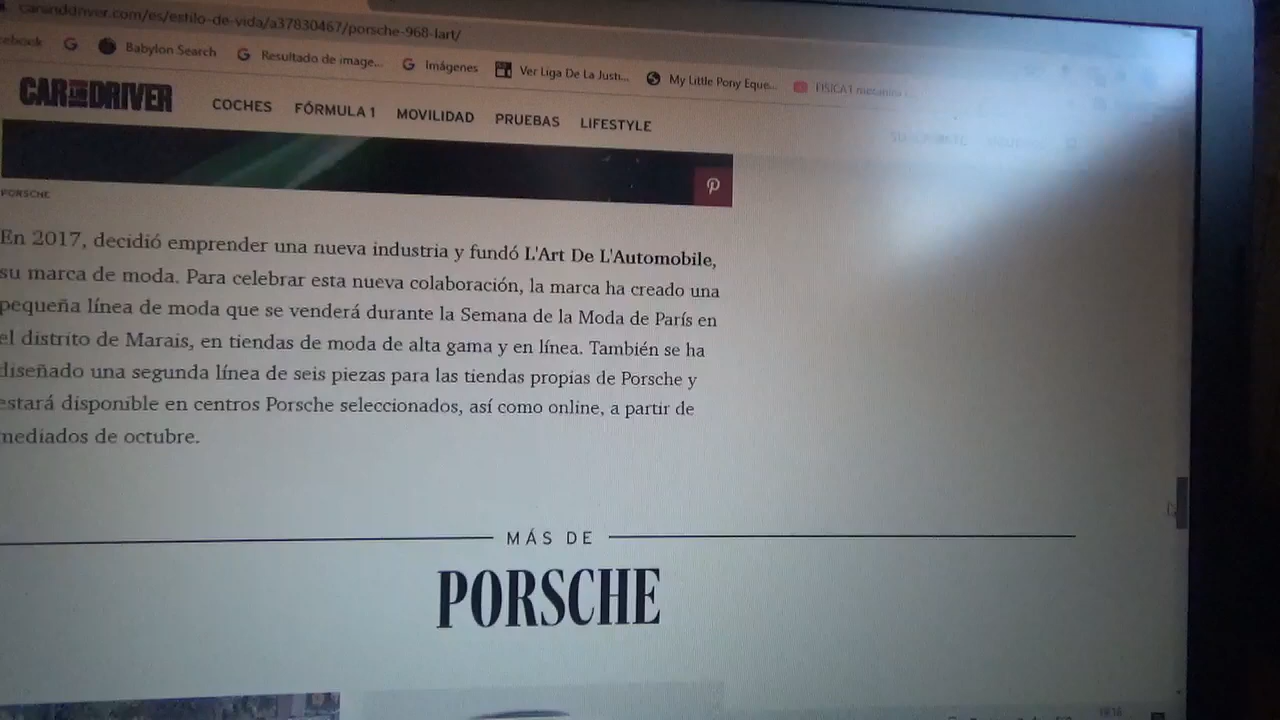 caranddriver.com/es/estilo-de-vida/a37830467/porsche-968-lart/
cebook Babylon Search Resultado de image... Imágenes Ver Liga De La Justi... My Little Pony Eque... FISICA I
CAR AND DRIVER COCHES FÓRMULA 1 MOVILIDAD PRUEBAS LIFESTYLE
PORSCHE
En 2017, decidió emprender una nueva industria y fundó L'Art De L'Automobile,
su marca de moda. Para celebrar esta nueva colaboración, la marca ha creado una
pequeña línea de moda que se venderá durante la Semana de la Moda de París en
el distrito de Marais, en tiendas de moda de alta gama y en línea. También se ha
diseñado una segunda línea de seis piezas para las tiendas propias de Porsche y
estará disponible en centros Porsche seleccionados, así como online, a partir de
mediados de octubre.
MÁS DE
PORSCHE